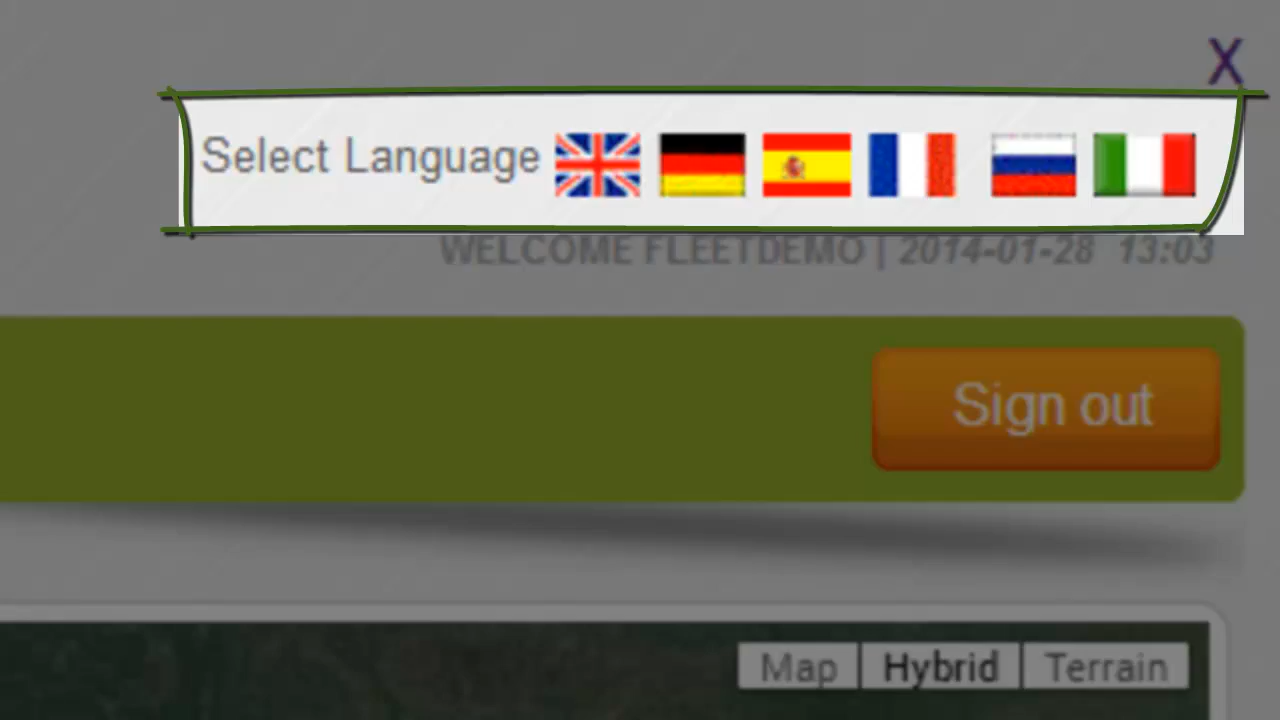 X
Select Language
WELCOME FLEETDEMO | 2014-01-28 13:03
Sign out
Map Hybrid Terrain